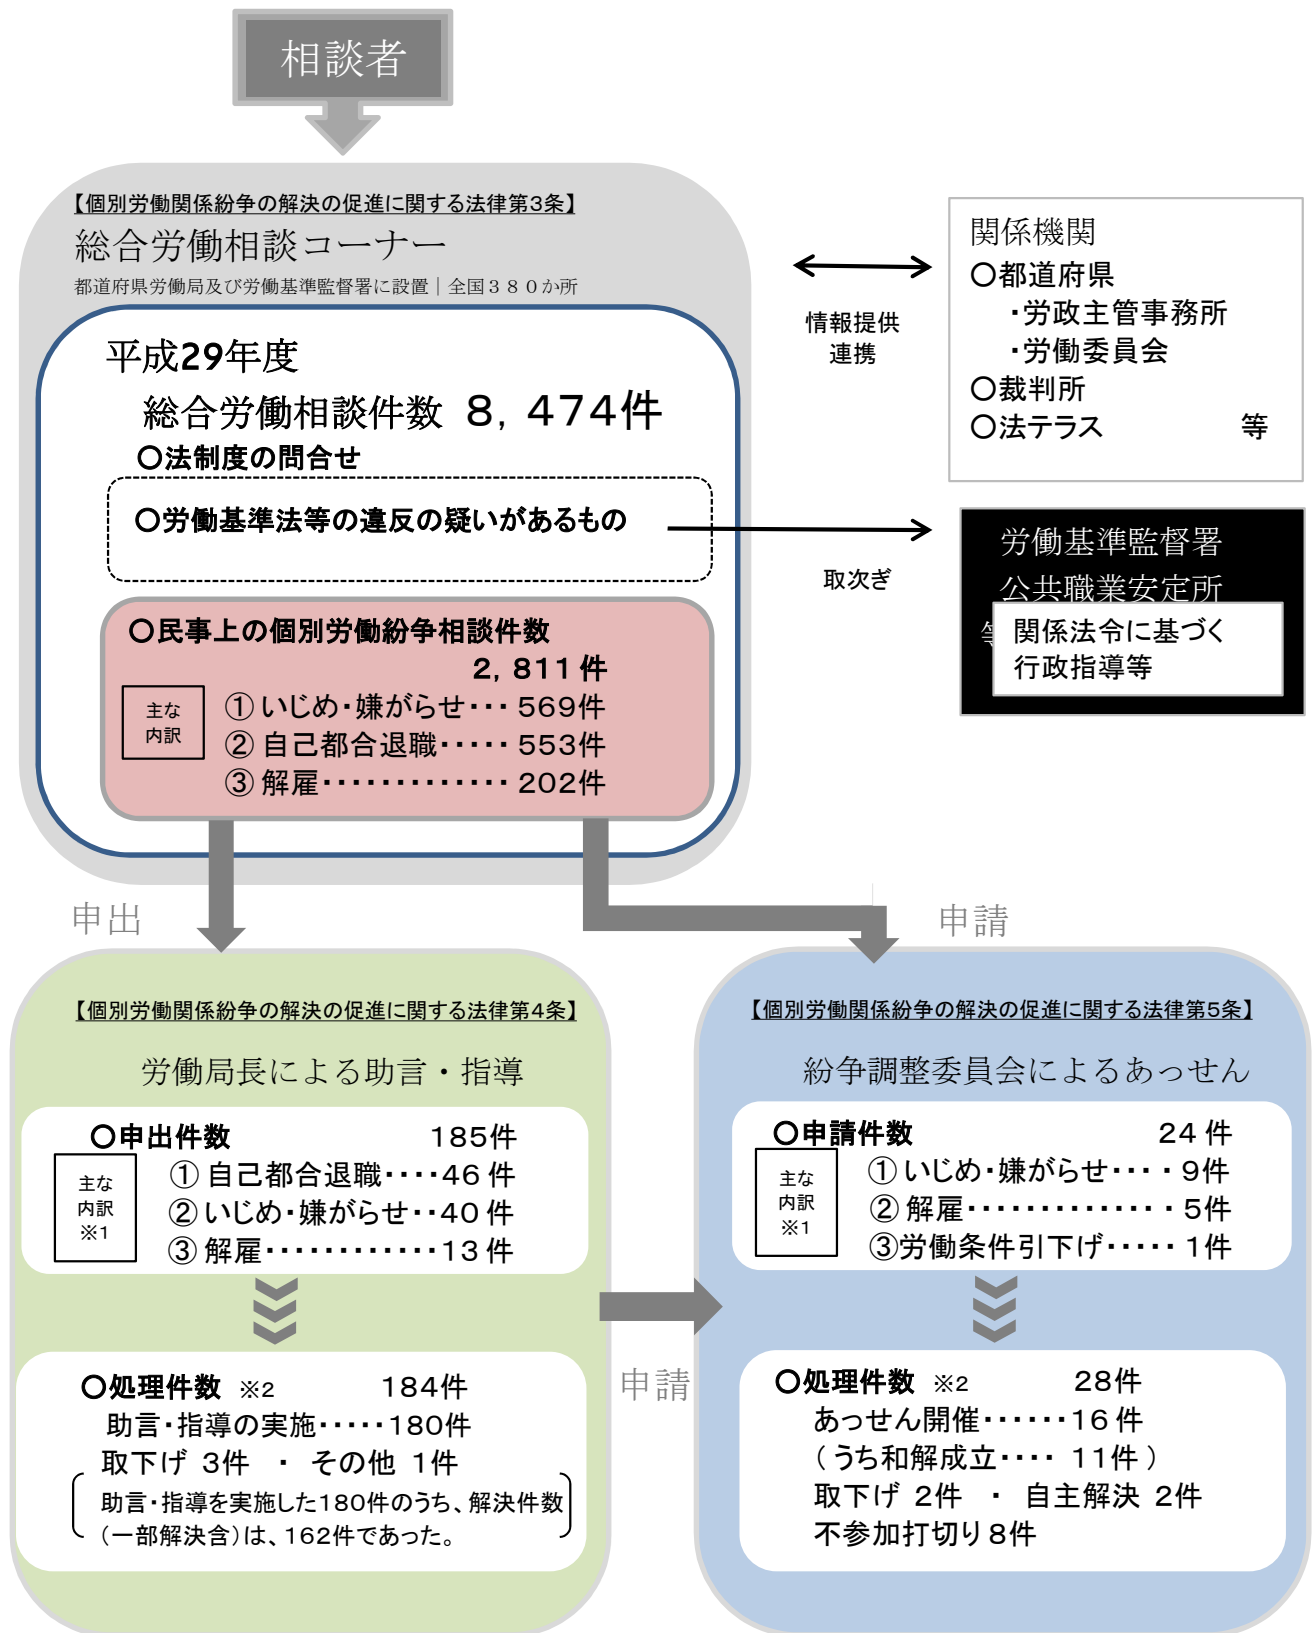 相談者
【個別労働関係紛争の解決の促進に関する法律第3条】
総合労働相談コーナー
都道府県労働局及び労働基準監督署に設置｜全国３８０か所
平成29年度
総合労働相談件数 8，474件
〇法制度の問合せ
〇労働基準法等の違反の疑いがあるもの
〇民事上の個別労働紛争相談件数
2，811件
主な
内訳
①いじめ・嫌がらせ・・・569件
②自己都合退職・・・・・553件
③解雇・・・・・・・・・・・・・202件
情報提供
連携
関係機関
〇都道府県
・労政主管事務所
・労働委員会
〇裁判所
〇法テラス 等
取次ぎ
労働基準監督署
公共職業安定所
関係法令に基づく
行政指導等
申出
申請
【個別労働関係紛争の解決の促進に関する法律第4条】
労働局長による助言・指導
〇申出件数 185件
主な
内訳
※1
①自己都合退職・・・・46件
②いじめ・嫌がらせ・・40件
③解雇・・・・・・・・・・・・13件
〇処理件数 ※2 184件
助言・指導の実施・・・・・180件
取下げ 3件 ・ その他 1件
助言・指導を実施した180件のうち、解決件数
（一部解決含）は、162件であった。
申請
【個別労働関係紛争の解決の促進に関する法律第5条】
紛争調整委員会によるあっせん
〇申請件数 24件
主な
内訳
※1
①いじめ・嫌がらせ・・・・9件
②解雇・・・・・・・・・・・・・・5件
③労働条件引下げ・・・・・1件
〇処理件数 ※2 28件
あっせん開催・・・・・・16件
（うち和解成立・・・・ 11件）
取下げ 2件 ・ 自主解決 2件
不参加打切り8件